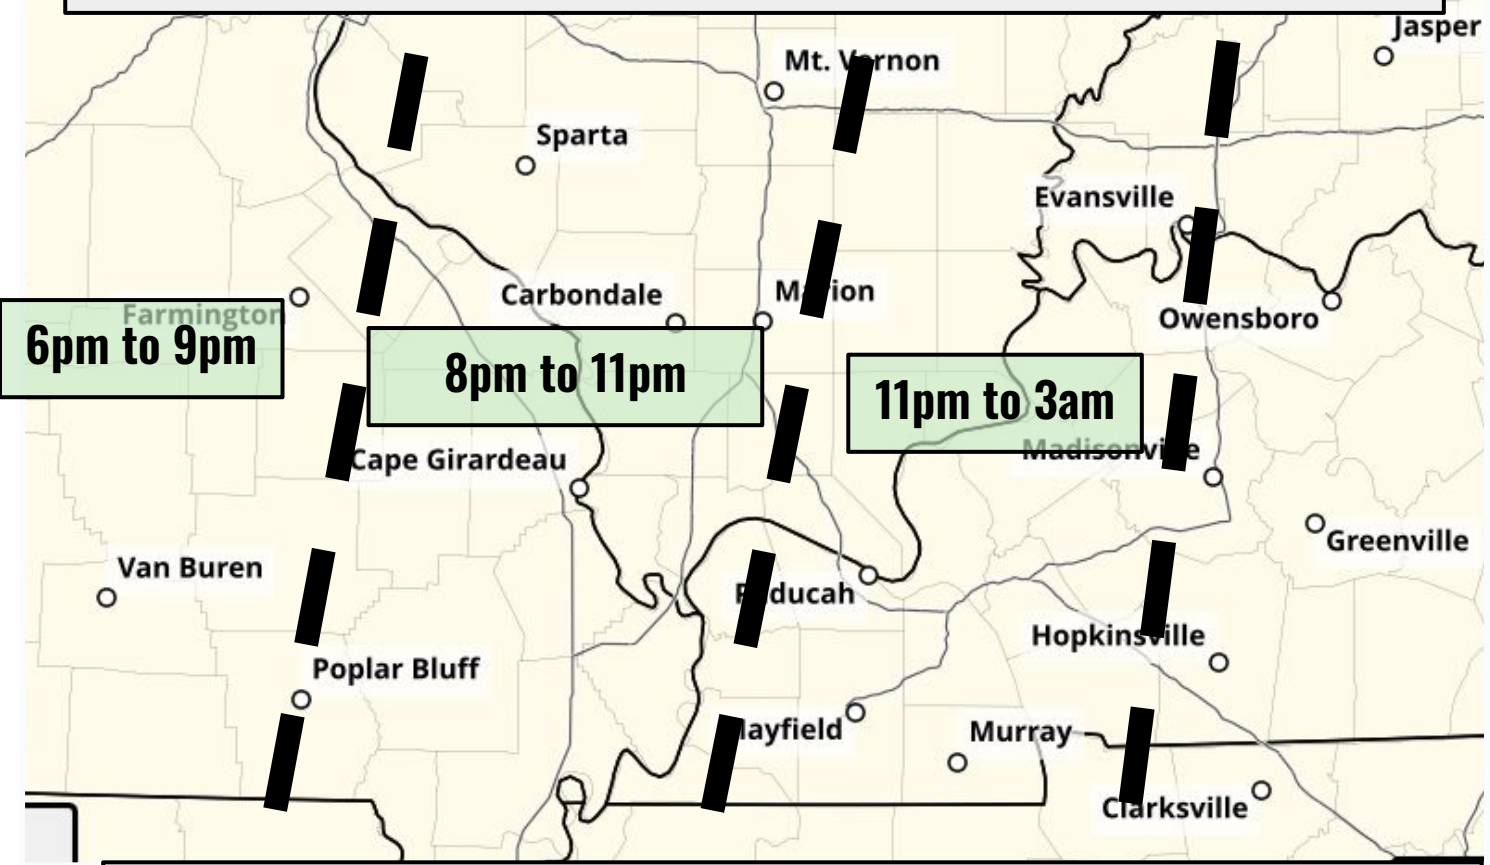 Jasper
Mt. Vernon
Sparta
Evansville
Carbondale
Marion
Farmington
Owensboro
6pm to 9pm
8pm to 11pm
11pm to 3am
Madisonville
Cape Girardeau
Greenville
Van Buren
Paducah
Hopkinsville
Poplar Bluff
Mayfield
Murray
Clarksville